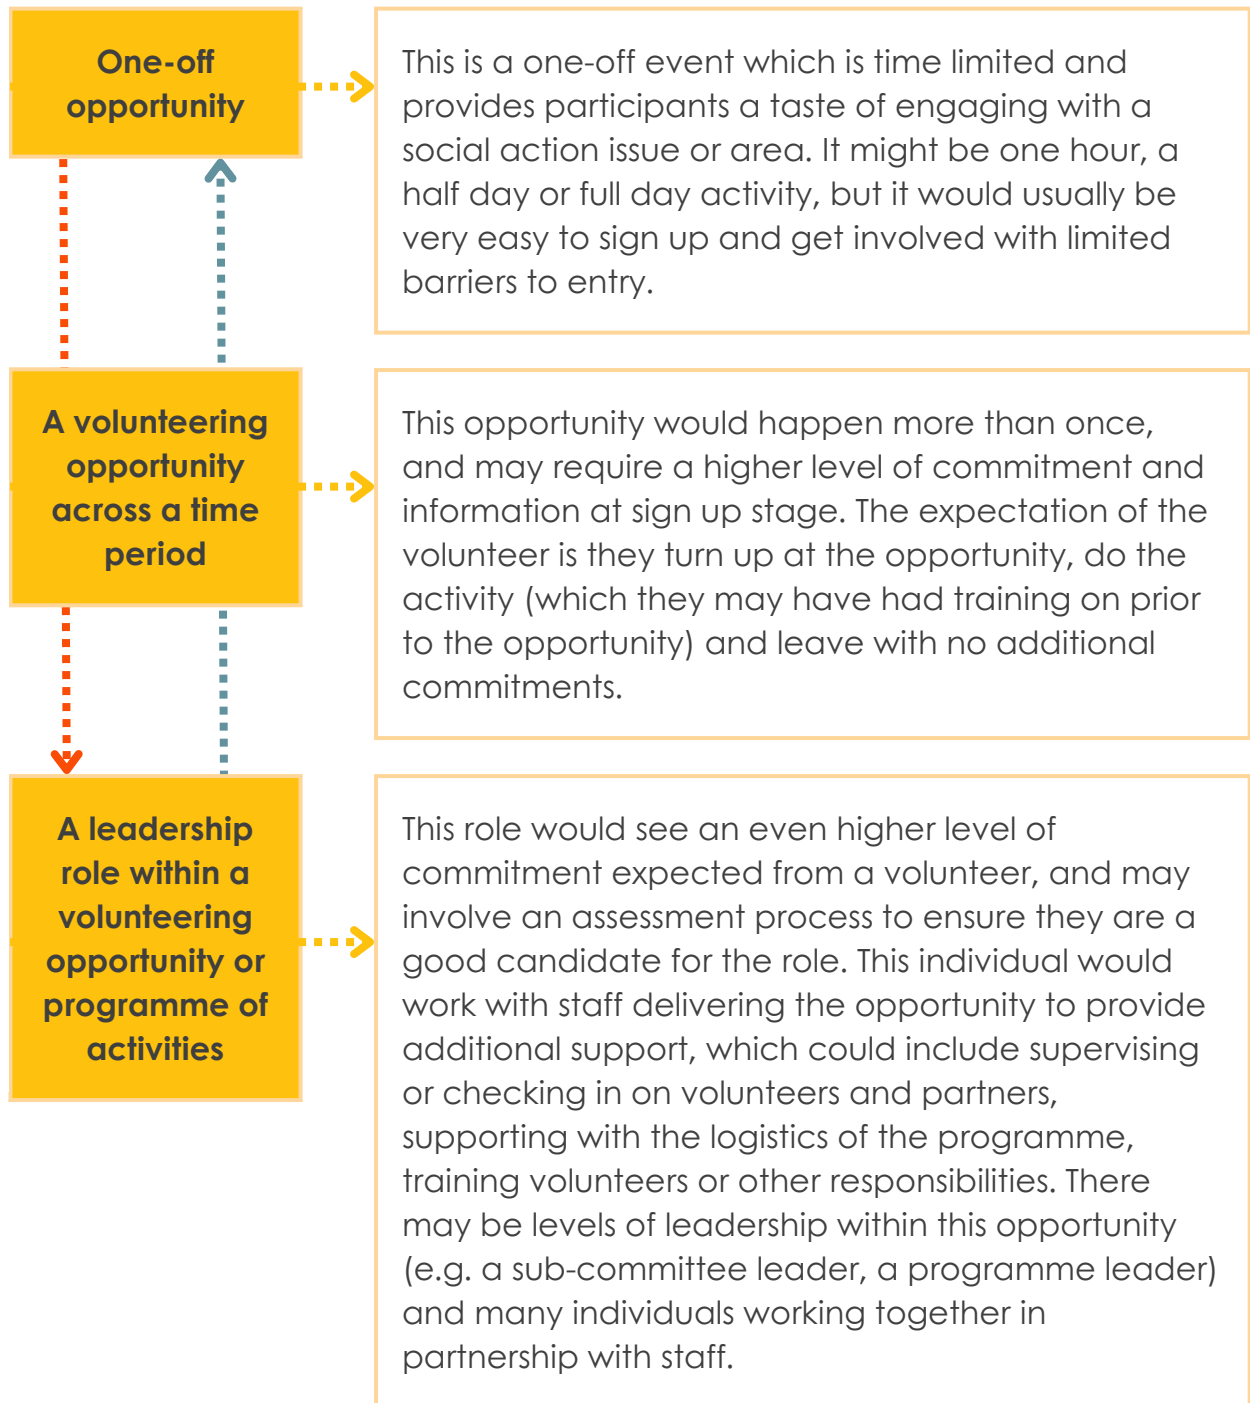 One-off
opportunity
This is a one-off event which is time limited and
provides participants a taste of engaging with a
social action issue or area. It might be one hour, a
half day or full day activity, but it would usually be
very easy to sign up and get involved with limited
barriers to entry.
A volunteering
opportunity
across a time
period
This opportunity would happen more than once,
and may require a higher level of commitment and
information at sign up stage. The expectation of the
volunteer is they turn up at the opportunity, do the
activity (which they may have had training on prior
to the opportunity) and leave with no additional
commitments.
A leadership
role within a
volunteering
opportunity or
programme of
activities
This role would see an even higher level of
commitment expected from a volunteer, and may
involve an assessment process to ensure they are a
good candidate for the role. This individual would
work with staff delivering the opportunity to provide
additional support, which could include supervising
or checking in on volunteers and partners,
supporting with the logistics of the programme,
training volunteers or other responsibilities. There
may be levels of leadership within this opportunity
(e.g. a sub-committee leader, a programme leader)
and many individuals working together in
partnership with staff.